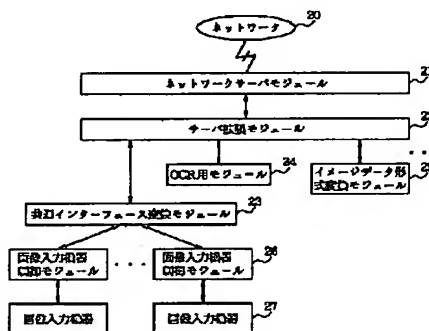 ネットワーク
20
21
ネットワークサーバモジュール
22
サーバ拡張モジュール
24
OCR用モジュール
イメージデータ形
式変換モジュール
25
23
共通インターフェース変換モジュール
画像入力機器
制御モジュール
画像入力機器
制御モジュール
26
画像入力機器
画像入力機器
27